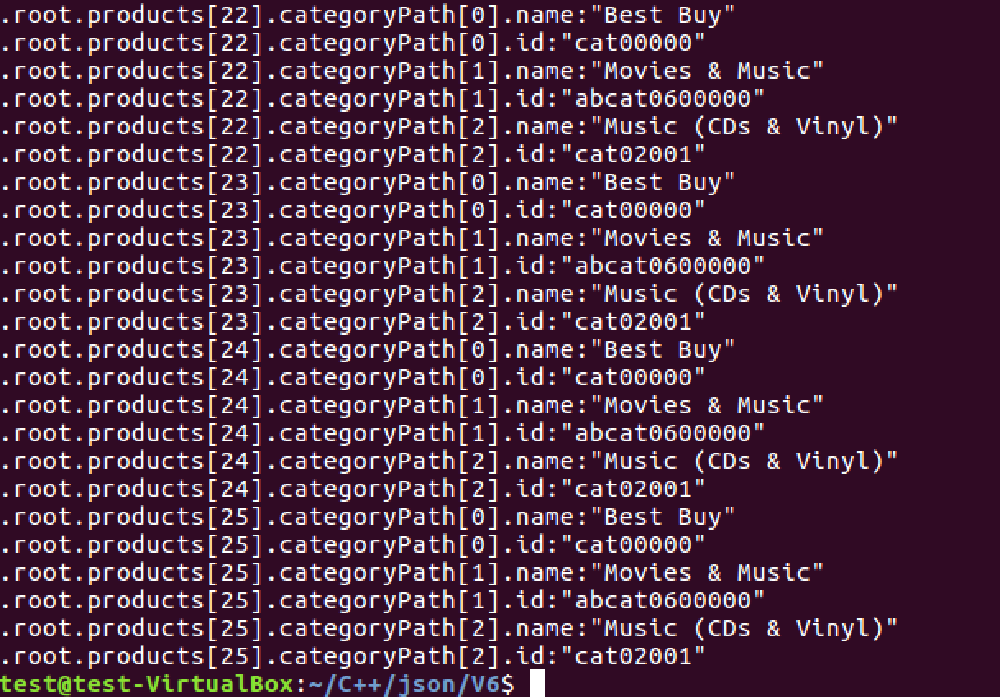 .root.products[22].categoryPath[0].name:"Best Buy"
.root.products[22].categoryPath[0].id:"cat00000"
.root.products[22].categoryPath[1].name:"Movies & Music"
.root.products[22].categoryPath[1].id:"abcat0600000"
.root.products[22].categoryPath[2].name:"Music (CDs & Vinyl)"
.root.products[22].categoryPath[2].id:"cat02001"
.root.products[23].categoryPath[0].name:"Best Buy"
.root.products[23].categoryPath[0].id:"cat00000"
.root.products[23].categoryPath[1].name:"Movies & Music"
.root.products[23].categoryPath[1].id:"abcat0600000"
.root.products[23].categoryPath[2].name:"Music (CDs & Vinyl)"
.root.products[23].categoryPath[2].id:"cat02001"
.root.products[24].categoryPath[0].name:"Best Buy"
.root.products[24].categoryPath[0].id:"cat00000"
.root.products[24].categoryPath[1].name:"Movies & Music"
.root.products[24].categoryPath[1].id:"abcat0600000"
.root.products[24].categoryPath[2].name:"Music (CDs & Vinyl)"
.root.products[24].categoryPath[2].id:"cat02001"
.root.products[25].categoryPath[0].name:"Best Buy"
.root.products[25].categoryPath[0].id:"cat00000"
.root.products[25].categoryPath[1].name:"Movies & Music"
.root.products[25].categoryPath[1].id:"abcat0600000"
.root.products[25].categoryPath[2].name:"Music (CDs & Vinyl)"
.root.products[25].categoryPath[2].id:"cat02001"
test@test-VirtualBox:~/C++/json/V6$